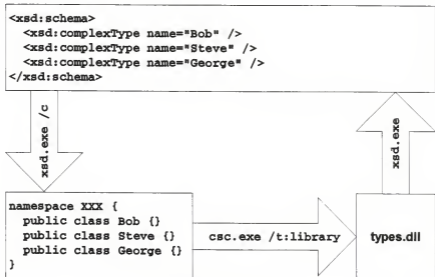 <xsd:schema>
<xsd:complexType name="Bob" />
<xsd:complexType name="Steve" />
<xsd:complexType name="George" />
</xsd:schema>
xsd.exe /c
xsd.exe
namespace XXX {
public class Bob {}
public class Steve {}
public class George {}
}
csc.exe /t:library
types.dll